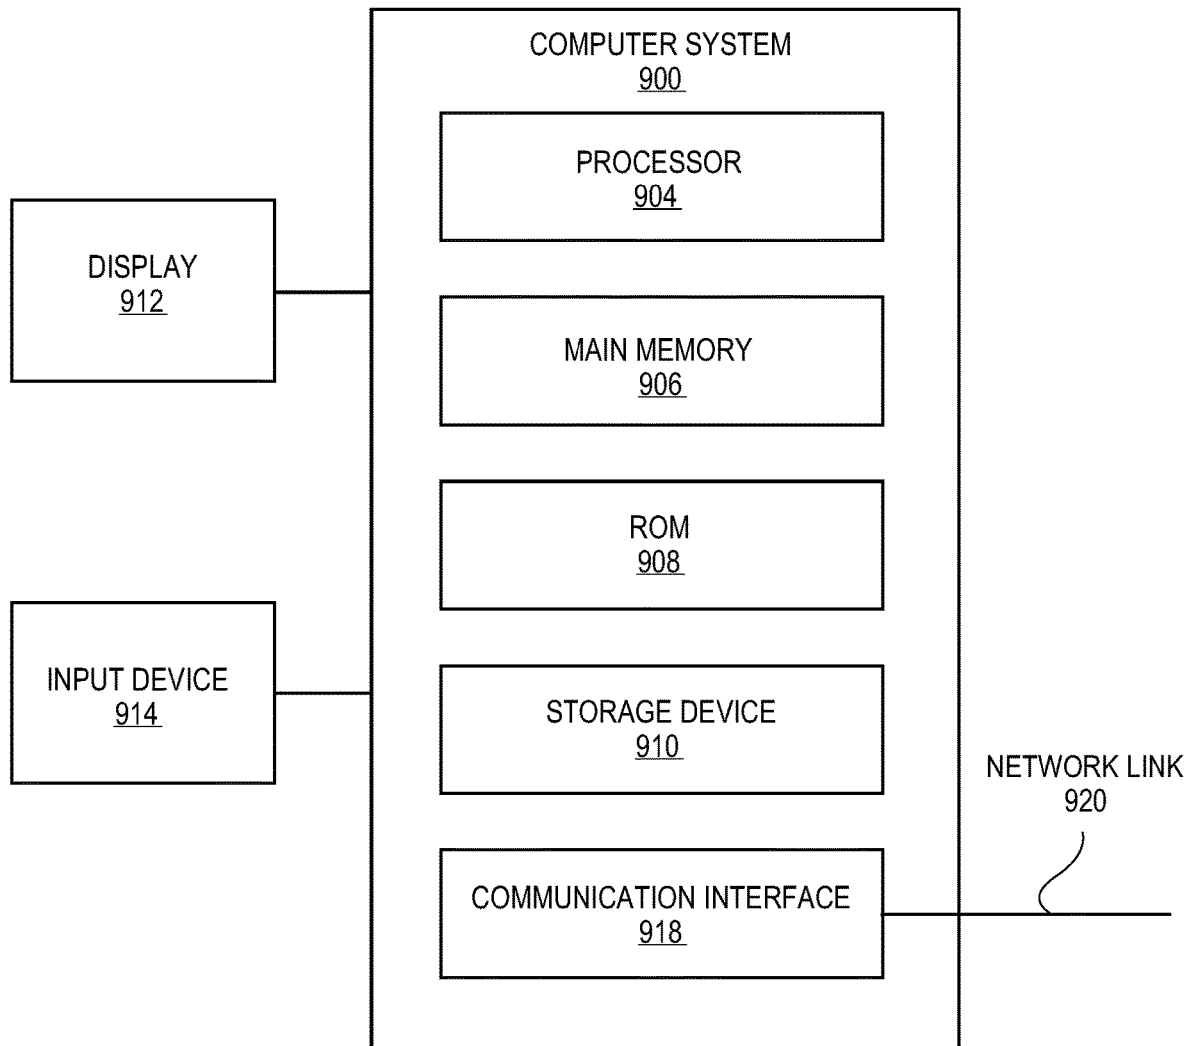 COMPUTER SYSTEM
900
PROCESSOR
904
DISPLAY
912
MAIN MEMORY
906
ROM
908
INPUT DEVICE
914
STORAGE DEVICE
910
NETWORK LINK
920
COMMUNICATION INTERFACE
918